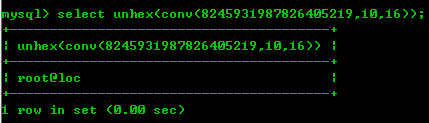 mysql> select unhex(conv(8245931987826405219,10,16));
+-------------------------------------+
| unhex(conv(8245931987826405219,10,16)) |
+-------------------------------------+
| root@loc                            |
+-------------------------------------+
1 row in set (0.00 sec)